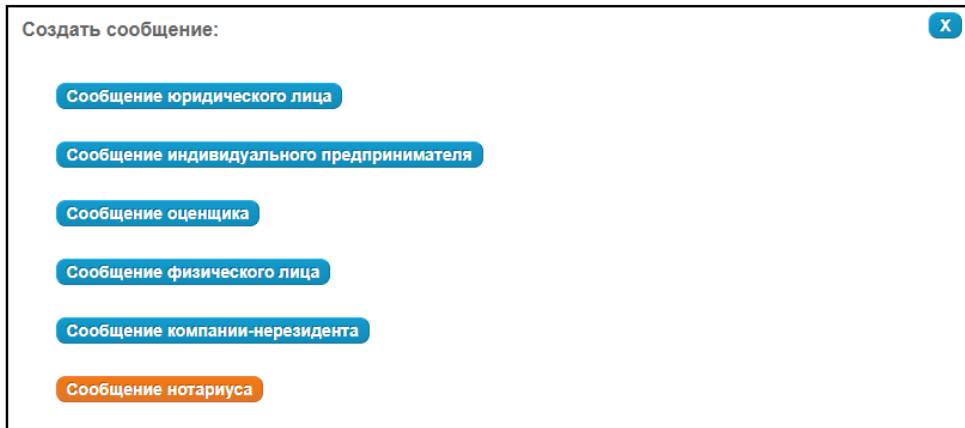 Создать сообщение:
X
Сообщение юридического лица
Сообщение индивидуального предпринимателя
Сообщение оценщика
Сообщение физического лица
Сообщение компании-нерезидента
Сообщение нотариуса